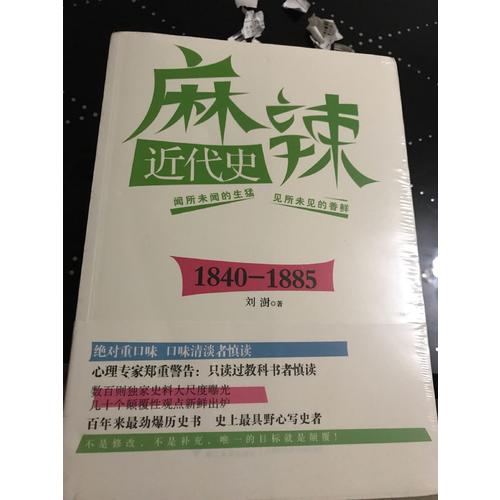 麻辣
近代史
闻所未闻的生猛 见所未见的善鲜
1840-1885
刘澍 著
绝对重口味 口味清淡者慎读
心理专家郑重警告：只读过教科书者慎读
数百则独家史料大尺度曝光
几十个颠覆性观点新鲜出炉
百年来最劲爆历史书 史上最具野心写史者
不是修改，不是补充，唯一的目标就是颠覆！